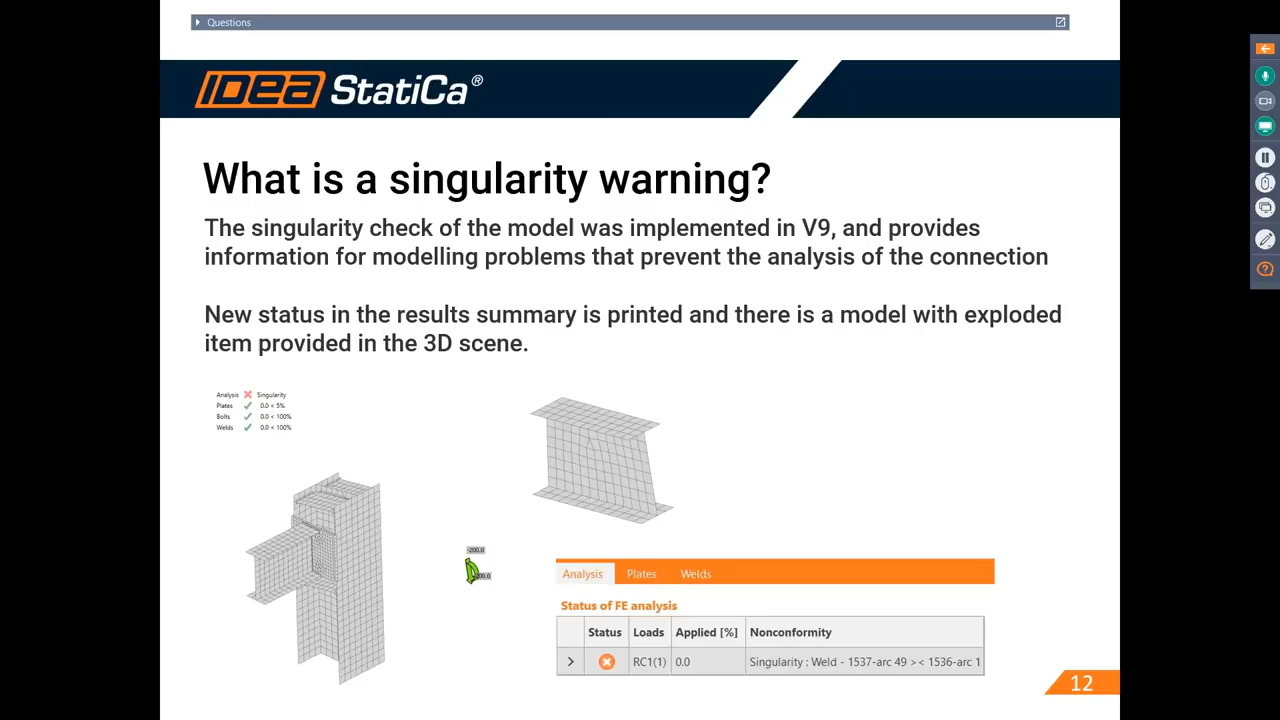 Questions
IDEA StatiCa®
What is a singularity warning?
The singularity check of the model was implemented in V9, and provides
information for modelling problems that prevent the analysis of the connection
New status in the results summary is printed and there is a model with exploded
item provided in the 3D scene.
Analysis Singularity
Plates 0.0 < 5%
Bolts 0.0 < 100%
Welds 0.0 < 100%
-200.0
Analysis Plates Welds
Status of FE analysis
Status Loads Applied [%] Nonconformity
RC1(1) 0.0 Singularity : Weld - 1537-arc 49 >< 1536-arc 1
12